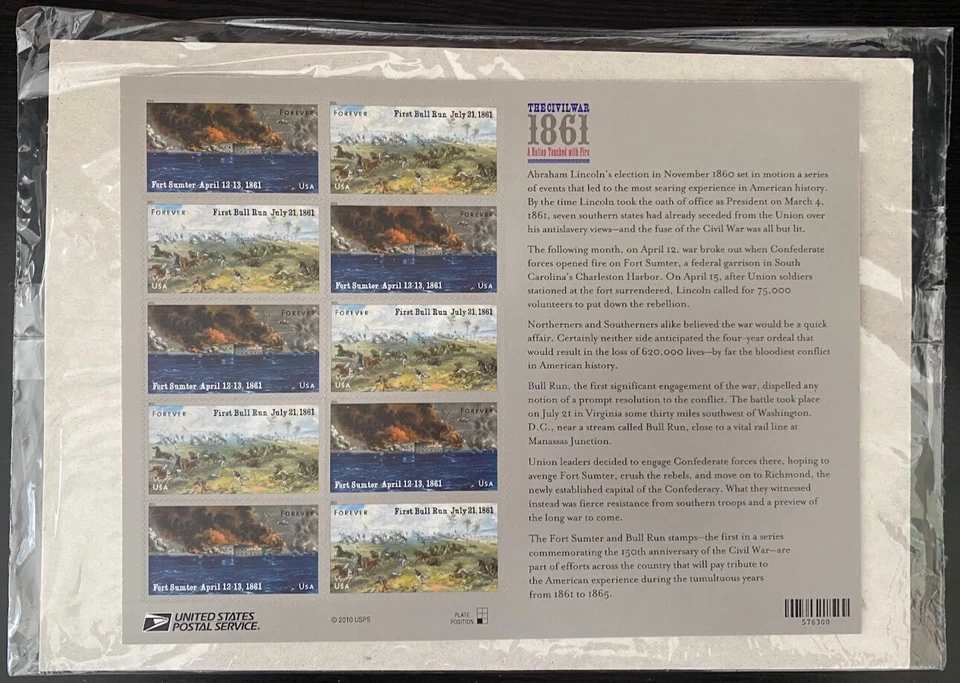 FOREVER
Fort Sumter April 12-13, 1861 USA
FOREVER First Bull Run July 21, 1861
USA
FOREVER First Bull Run July 21, 1861
USA
FOREVER
Fort Sumter April 12-13, 1861 USA
FOREVER
Fort Sumter April 12-13, 1861 USA
FOREVER First Bull Run July 21, 1861
USA
FOREVER First Bull Run July 21, 1861
USA
FOREVER
Fort Sumter April 12-13, 1861 USA
FOREVER
Fort Sumter April 12-13, 1861 USA
FOREVER First Bull Run July 21, 1861
USA
UNITED STATES
POSTAL SERVICE®
© 2010 USPS
PLATE
POSITION
THE CIVIL WAR
1861
A Nation Touched with Fire
Abraham Lincoln's election in November 1860 set in motion a series
of events that led to the most searing experience in American history.
By the time Lincoln took the oath of office as President on March 4,
1861, seven southern states had already seceded from the Union over
his antislavery views—and the fuse of the Civil War was all but lit.
The following month, on April 12, war broke out when Confederate
forces opened fire on Fort Sumter, a federal garrison in South
Carolina's Charleston Harbor. On April 15, after Union soldiers
stationed at the fort surrendered, Lincoln called for 75,000
volunteers to put down the rebellion.
Northerners and Southerners alike believed the war would be a quick
affair. Certainly neither side anticipated the four-year ordeal that
would result in the loss of 620,000 lives—by far the bloodiest conflict
in American history.
Bull Run, the first significant engagement of the war, dispelled any
notion of a prompt resolution to the conflict. The battle took place
on July 21 in Virginia some thirty miles southwest of Washington,
D.C., near a stream called Bull Run, close to a vital rail line at
Manassas Junction.
Union leaders decided to engage Confederate forces there, hoping to
avenge Fort Sumter, crush the rebels, and move on to Richmond, the
newly established capital of the Confederacy. What they witnessed
instead was fierce resistance from southern troops and a preview of
the long war to come.
The Fort Sumter and Bull Run stamps—the first in a series
commemorating the 150th anniversary of the Civil War—are
part of efforts across the country that will pay tribute to
the American experience during the tumultuous years
from 1861 to 1865.
576300